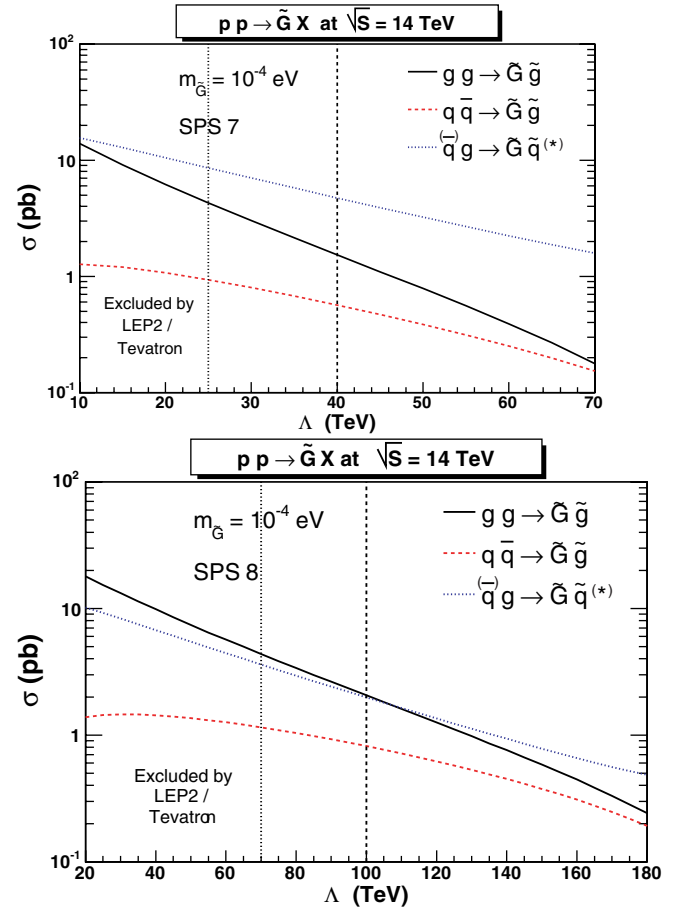 p p → G̃ X at √S = 14 TeV
10²
m_G̃ = 10⁻⁴ eV
SPS 7
g g → G̃ g̃
q q̄ → G̃ g̃
(–)q g → G̃ q̃(*)
10
1
10⁻¹
σ (pb)
Excluded by
LEP2 /
Tevatron
10 20 30 40 50 60 70
Λ (TeV)
p p → G̃ X at √S = 14 TeV
10²
m_G̃ = 10⁻⁴ eV
SPS 8
g g → G̃ g̃
q q̄ → G̃ g̃
(–)q g → G̃ q̃(*)
10
1
10⁻¹
σ (pb)
Excluded by
LEP2 /
Tevatron
20 40 60 80 100 120 140 160 180
Λ (TeV)